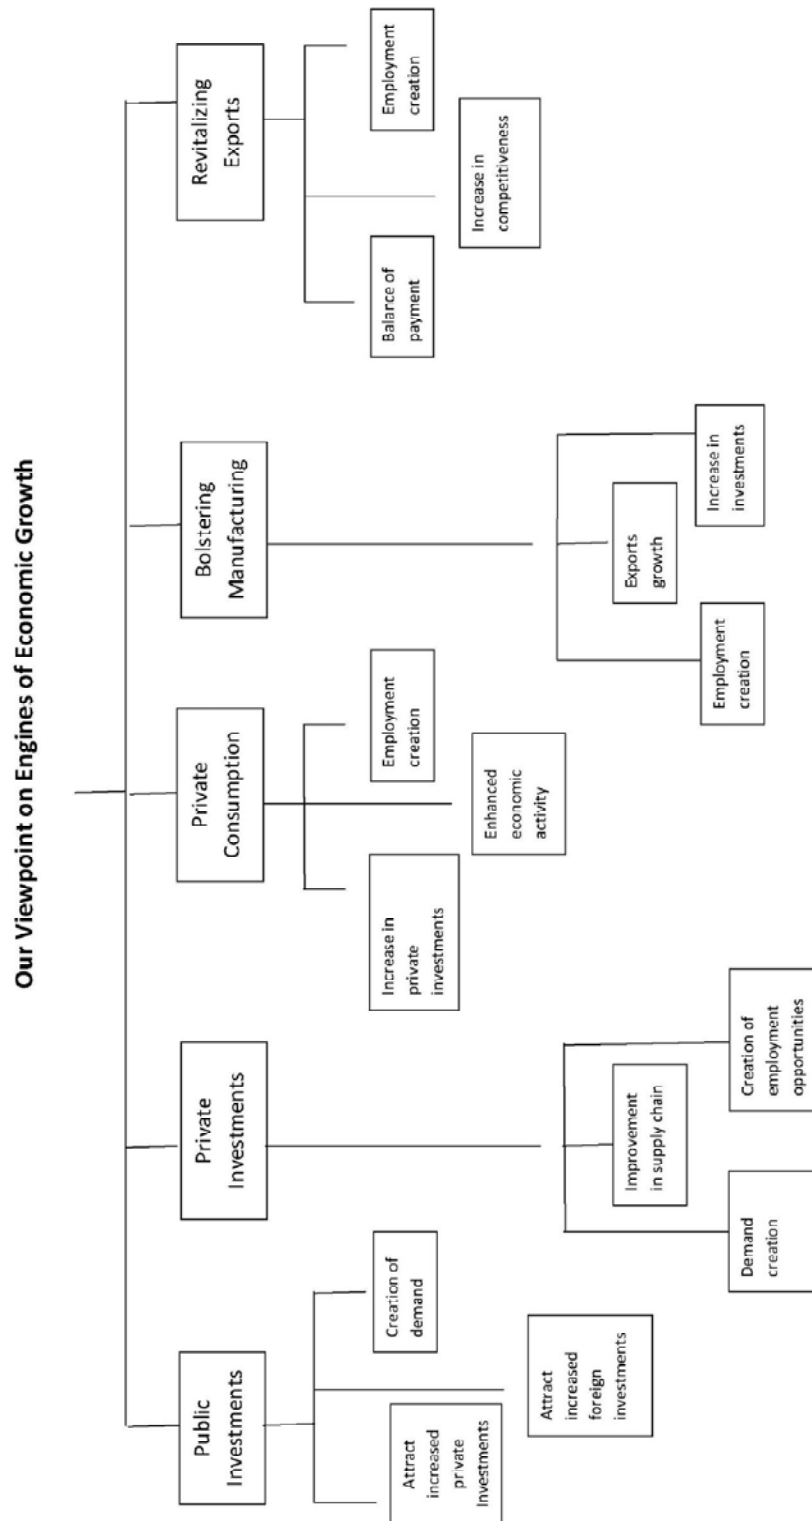 Our Viewpoint on Engines of Economic Growth
Public
Investments
Private
Investments
Private
Consumption
Bolstering
Manufacturing
Revitalizing
Exports
Attract
increased
private
Investments
Attract
increased
foreign
investments
Creation of
demand
Demand
creation
Improvement
in supply chain
Creation of
employment
opportunities
Increase in
private
investments
Enhanced
economic
activity
Employment
creation
Employment
creation
Exports
growth
Increase in
investments
Balance of
payment
Increase in
competitiveness
Employment
creation